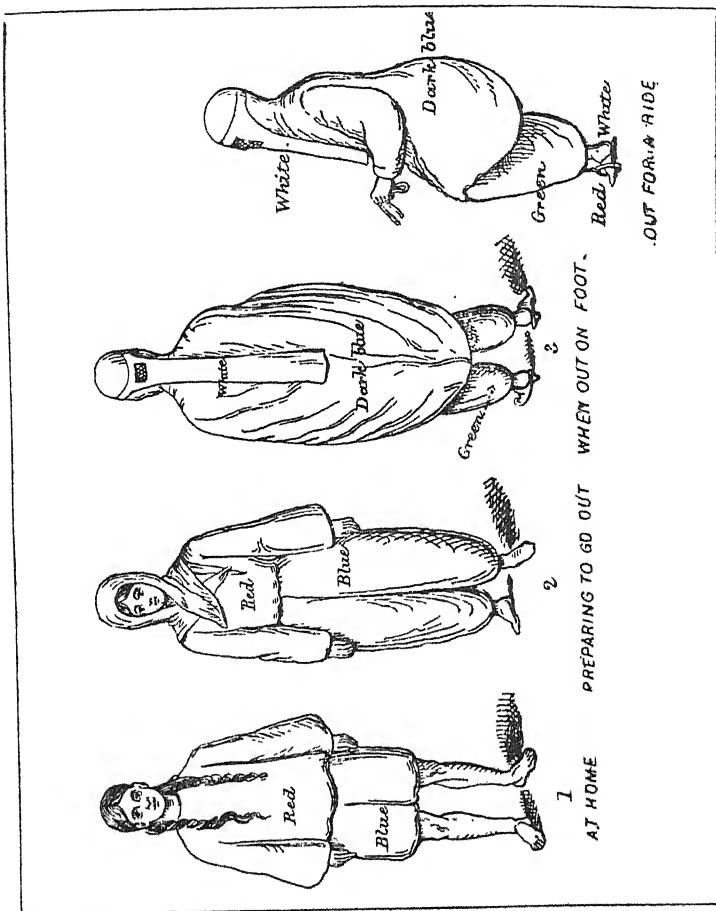 Red
Blue
1
AT HOME
Red
Blue
2
PREPARING TO GO OUT
White
Dark blue
Green
3
WHEN OUT ON FOOT.
White
Dark blue
Green
Red
White
OUT FOR A RIDE